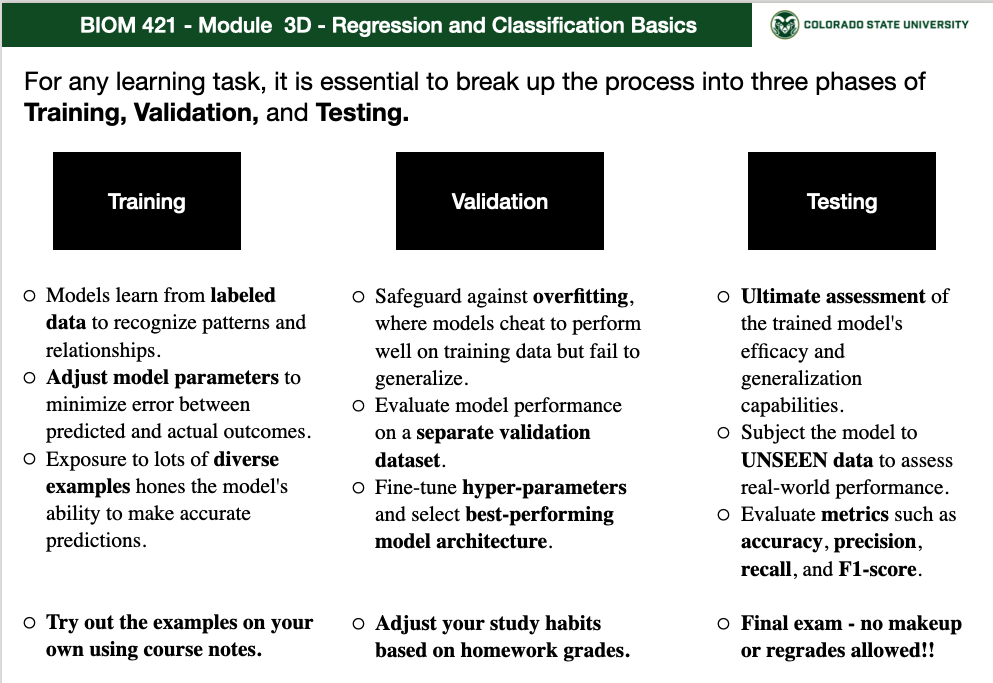 BIOM 421 - Module 3D - Regression and Classification Basics
COLORADO STATE UNIVERSITY
For any learning task, it is essential to break up the process into three phases of
Training, Validation, and Testing.
Training
○ Models learn from labeled
data to recognize patterns and
relationships.
○ Adjust model parameters to
minimize error between
predicted and actual outcomes.
○ Exposure to lots of diverse
examples hones the model's
ability to make accurate
predictions.
○ Try out the examples on your
own using course notes.
Validation
○ Safeguard against overfitting,
where models cheat to perform
well on training data but fail to
generalize.
○ Evaluate model performance
on a separate validation
dataset.
○ Fine-tune hyper-parameters
and select best-performing
model architecture.
○ Adjust your study habits
based on homework grades.
Testing
○ Ultimate assessment of
the trained model's
efficacy and
generalization
capabilities.
○ Subject the model to
UNSEEN data to assess
real-world performance.
○ Evaluate metrics such as
accuracy, precision,
recall, and F1-score.
○ Final exam - no makeup
or regrades allowed!!